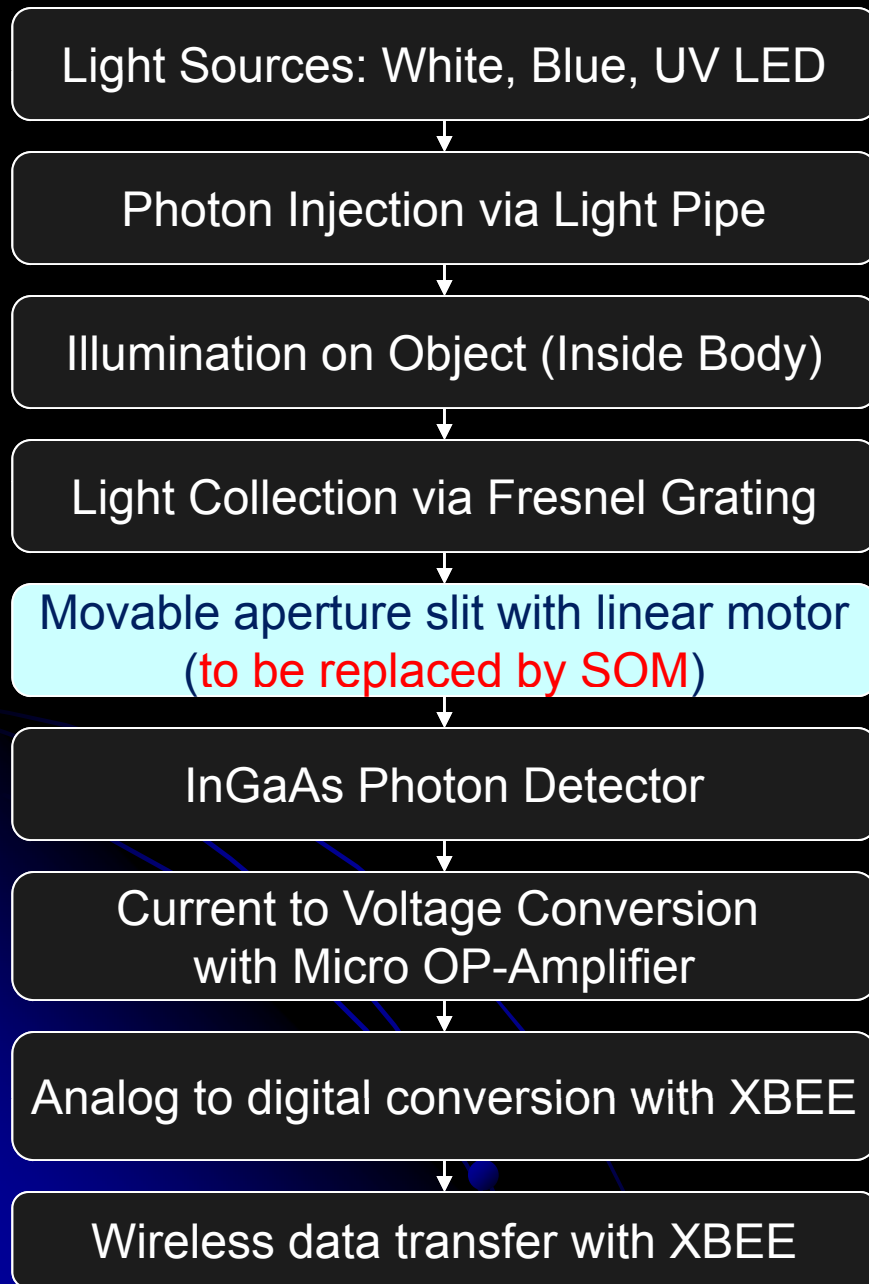 Light Sources: White, Blue, UV LED
Photon Injection via Light Pipe
Illumination on Object (Inside Body)
Light Collection via Fresnel Grating
Movable aperture slit with linear motor
(to be replaced by SOM)
InGaAs Photon Detector
Current to Voltage Conversion
with Micro OP-Amplifier
Analog to digital conversion with XBEE
Wireless data transfer with XBEE